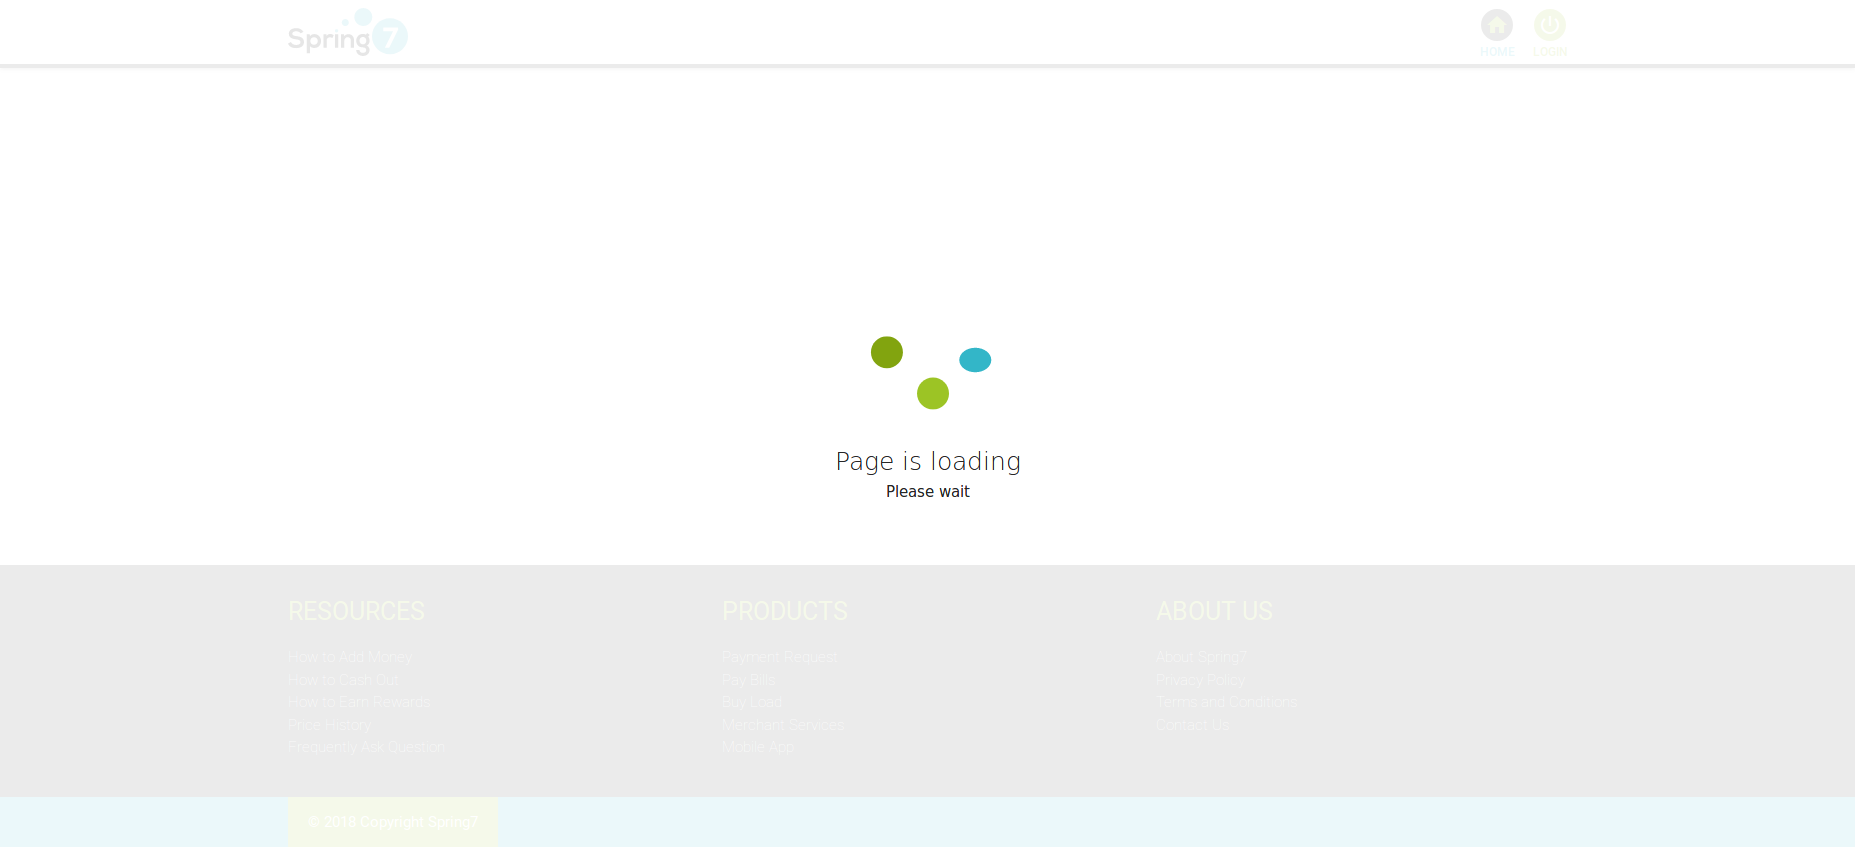 Spring7
HOME
LOGIN
Page is loading
Please wait
RESOURCES
How to Add Money
How to Cash Out
How to Earn Rewards
Price History
Frequently Ask Question
PRODUCTS
Payment Request
Pay Bills
Buy Load
Merchant Services
Mobile App
ABOUT US
About Spring7
Privacy Policy
Terms and Conditions
Contact Us
© 2018 Copyright Spring7